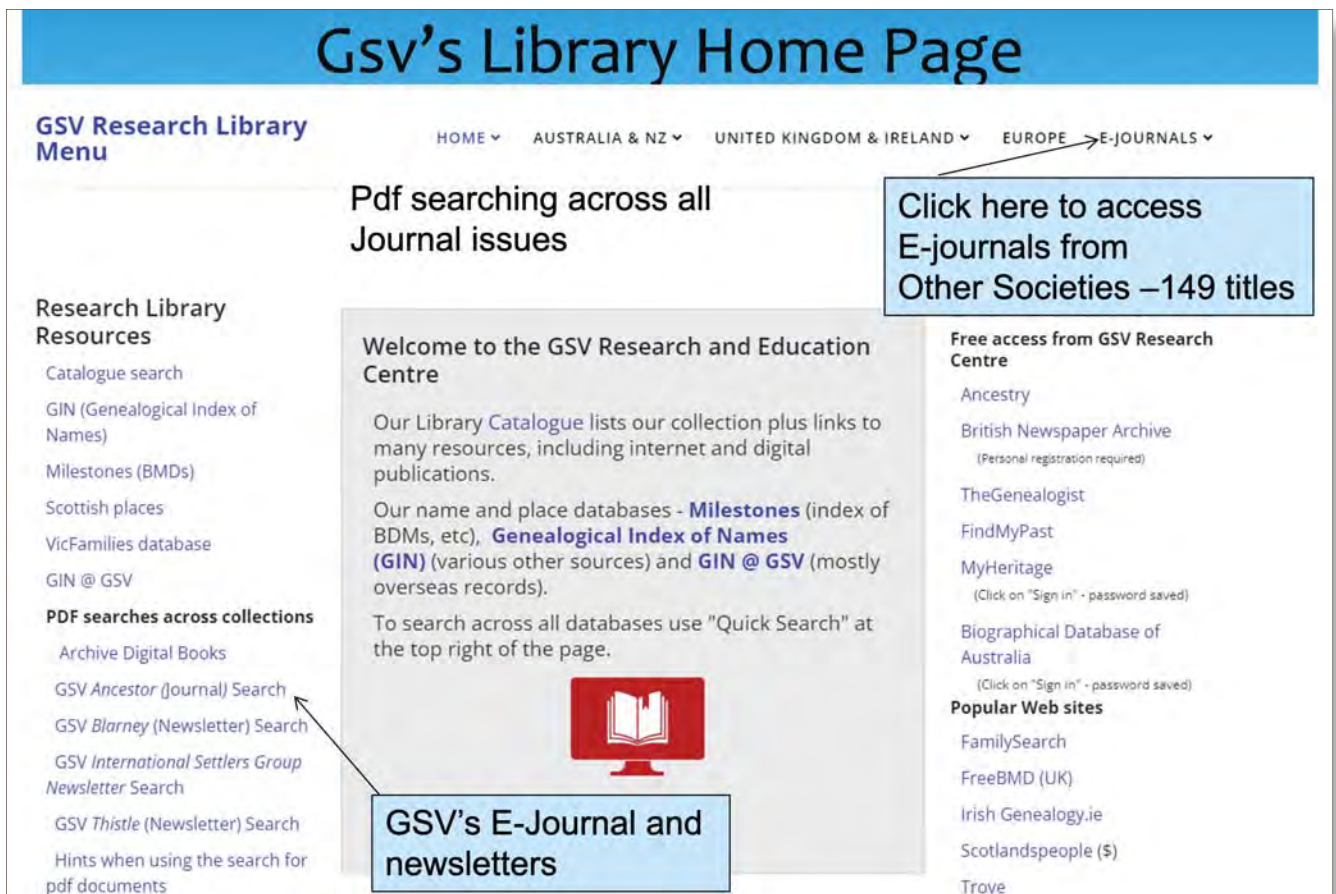 Gsv's Library Home Page
GSV Research Library
Menu
HOME
AUSTRALIA & NZ
UNITED KINGDOM & IRELAND
EUROPE
E-JOURNALS
Pdf searching across all
Journal issues
Click here to access
E-journals from
Other Societies –149 titles
Research Library
Resources
Catalogue search
GIN (Genealogical Index of
Names)
Milestones (BMDs)
Scottish places
VicFamilies database
GIN @ GSV
PDF searches across collections
Archive Digital Books
GSV Ancestor (Journal) Search
GSV Blarney (Newsletter) Search
GSV International Settlers Group
Newsletter Search
GSV Thistle (Newsletter) Search
Hints when using the search for
pdf documents
Welcome to the GSV Research and Education
Centre
Our Library Catalogue lists our collection plus links to
many resources, including internet and digital
publications.
Our name and place databases - Milestones (index of
BDMs, etc), Genealogical Index of Names
(GIN) (various other sources) and GIN @ GSV (mostly
overseas records).
To search across all databases use "Quick Search" at
the top right of the page.
GSV's E-Journal and
newsletters
Free access from GSV Research
Centre
Ancestry
British Newspaper Archive
(Personal registration required)
TheGenealogist
FindMyPast
MyHeritage
(Click on "Sign in" - password saved)
Biographical Database of
Australia
(Click on "Sign in" - password saved)
Popular Web sites
FamilySearch
FreeBMD (UK)
Irish Genealogy.ie
Scotlandspeople ($)
Trove